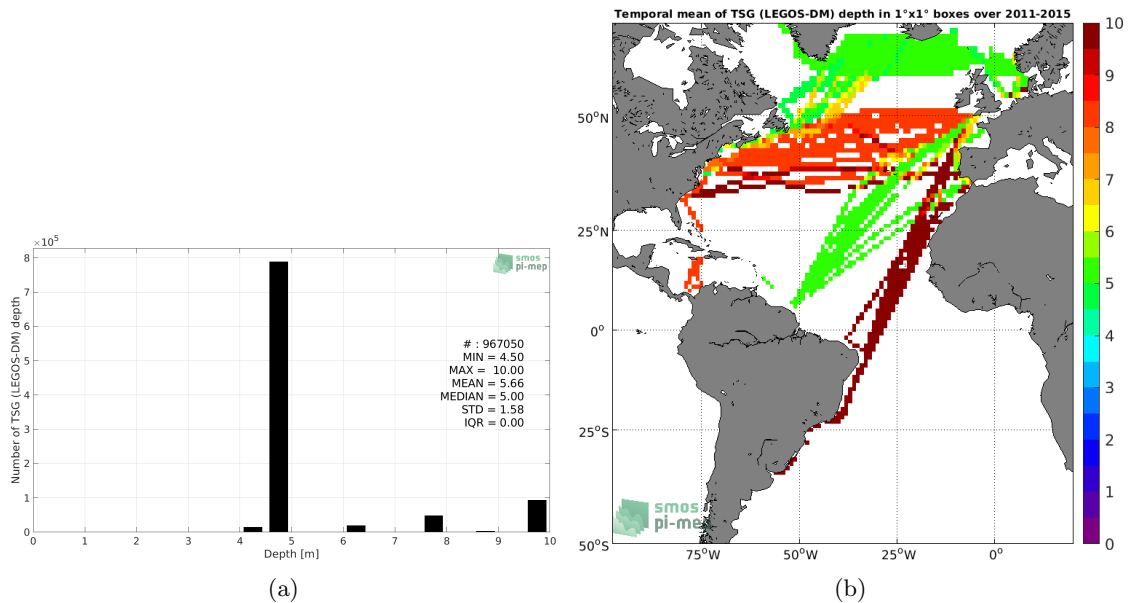 ×10⁵
8
7
6
5
4
3
2
1
0
Number of TSG (LEGOS-DM) depth
smos
pi-mep
# : 967050
MIN = 4.50
MAX = 10.00
MEAN = 5.66
MEDIAN = 5.00
STD = 1.58
IQR = 0.00
0 1 2 3 4 5 6 7 8 9 10
Depth [m]
(a)
Temporal mean of TSG (LEGOS-DM) depth in 1°x1° boxes over 2011-2015
50°N
25°N
0°
25°S
50°S
75°W 50°W 25°W 0°
smos
pi-mep
10
9
8
7
6
5
4
3
2
1
0
(b)